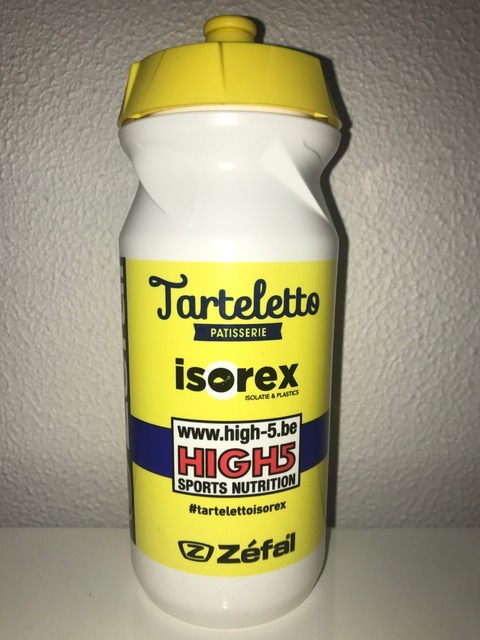 Tarteletto
PATISSERIE
isorex
ISOLATIE & PLASTICS
www.high-5.be
HIGH5
SPORTS NUTRITION
#tartelettoisorex
Z Zéfal